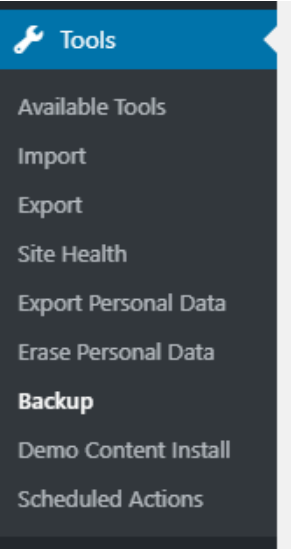 Tools
Available Tools
Import
Export
Site Health
Export Personal Data
Erase Personal Data
Backup
Demo Content Install
Scheduled Actions